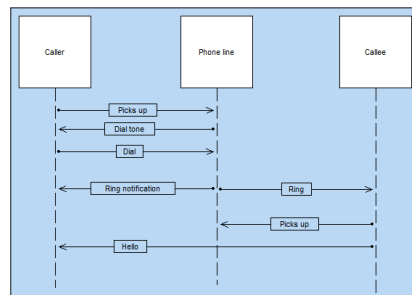 Caller
Phone line
Callee
Picks up
Dial tone
Dial
Ring notification
Ring
Picks up
Hello